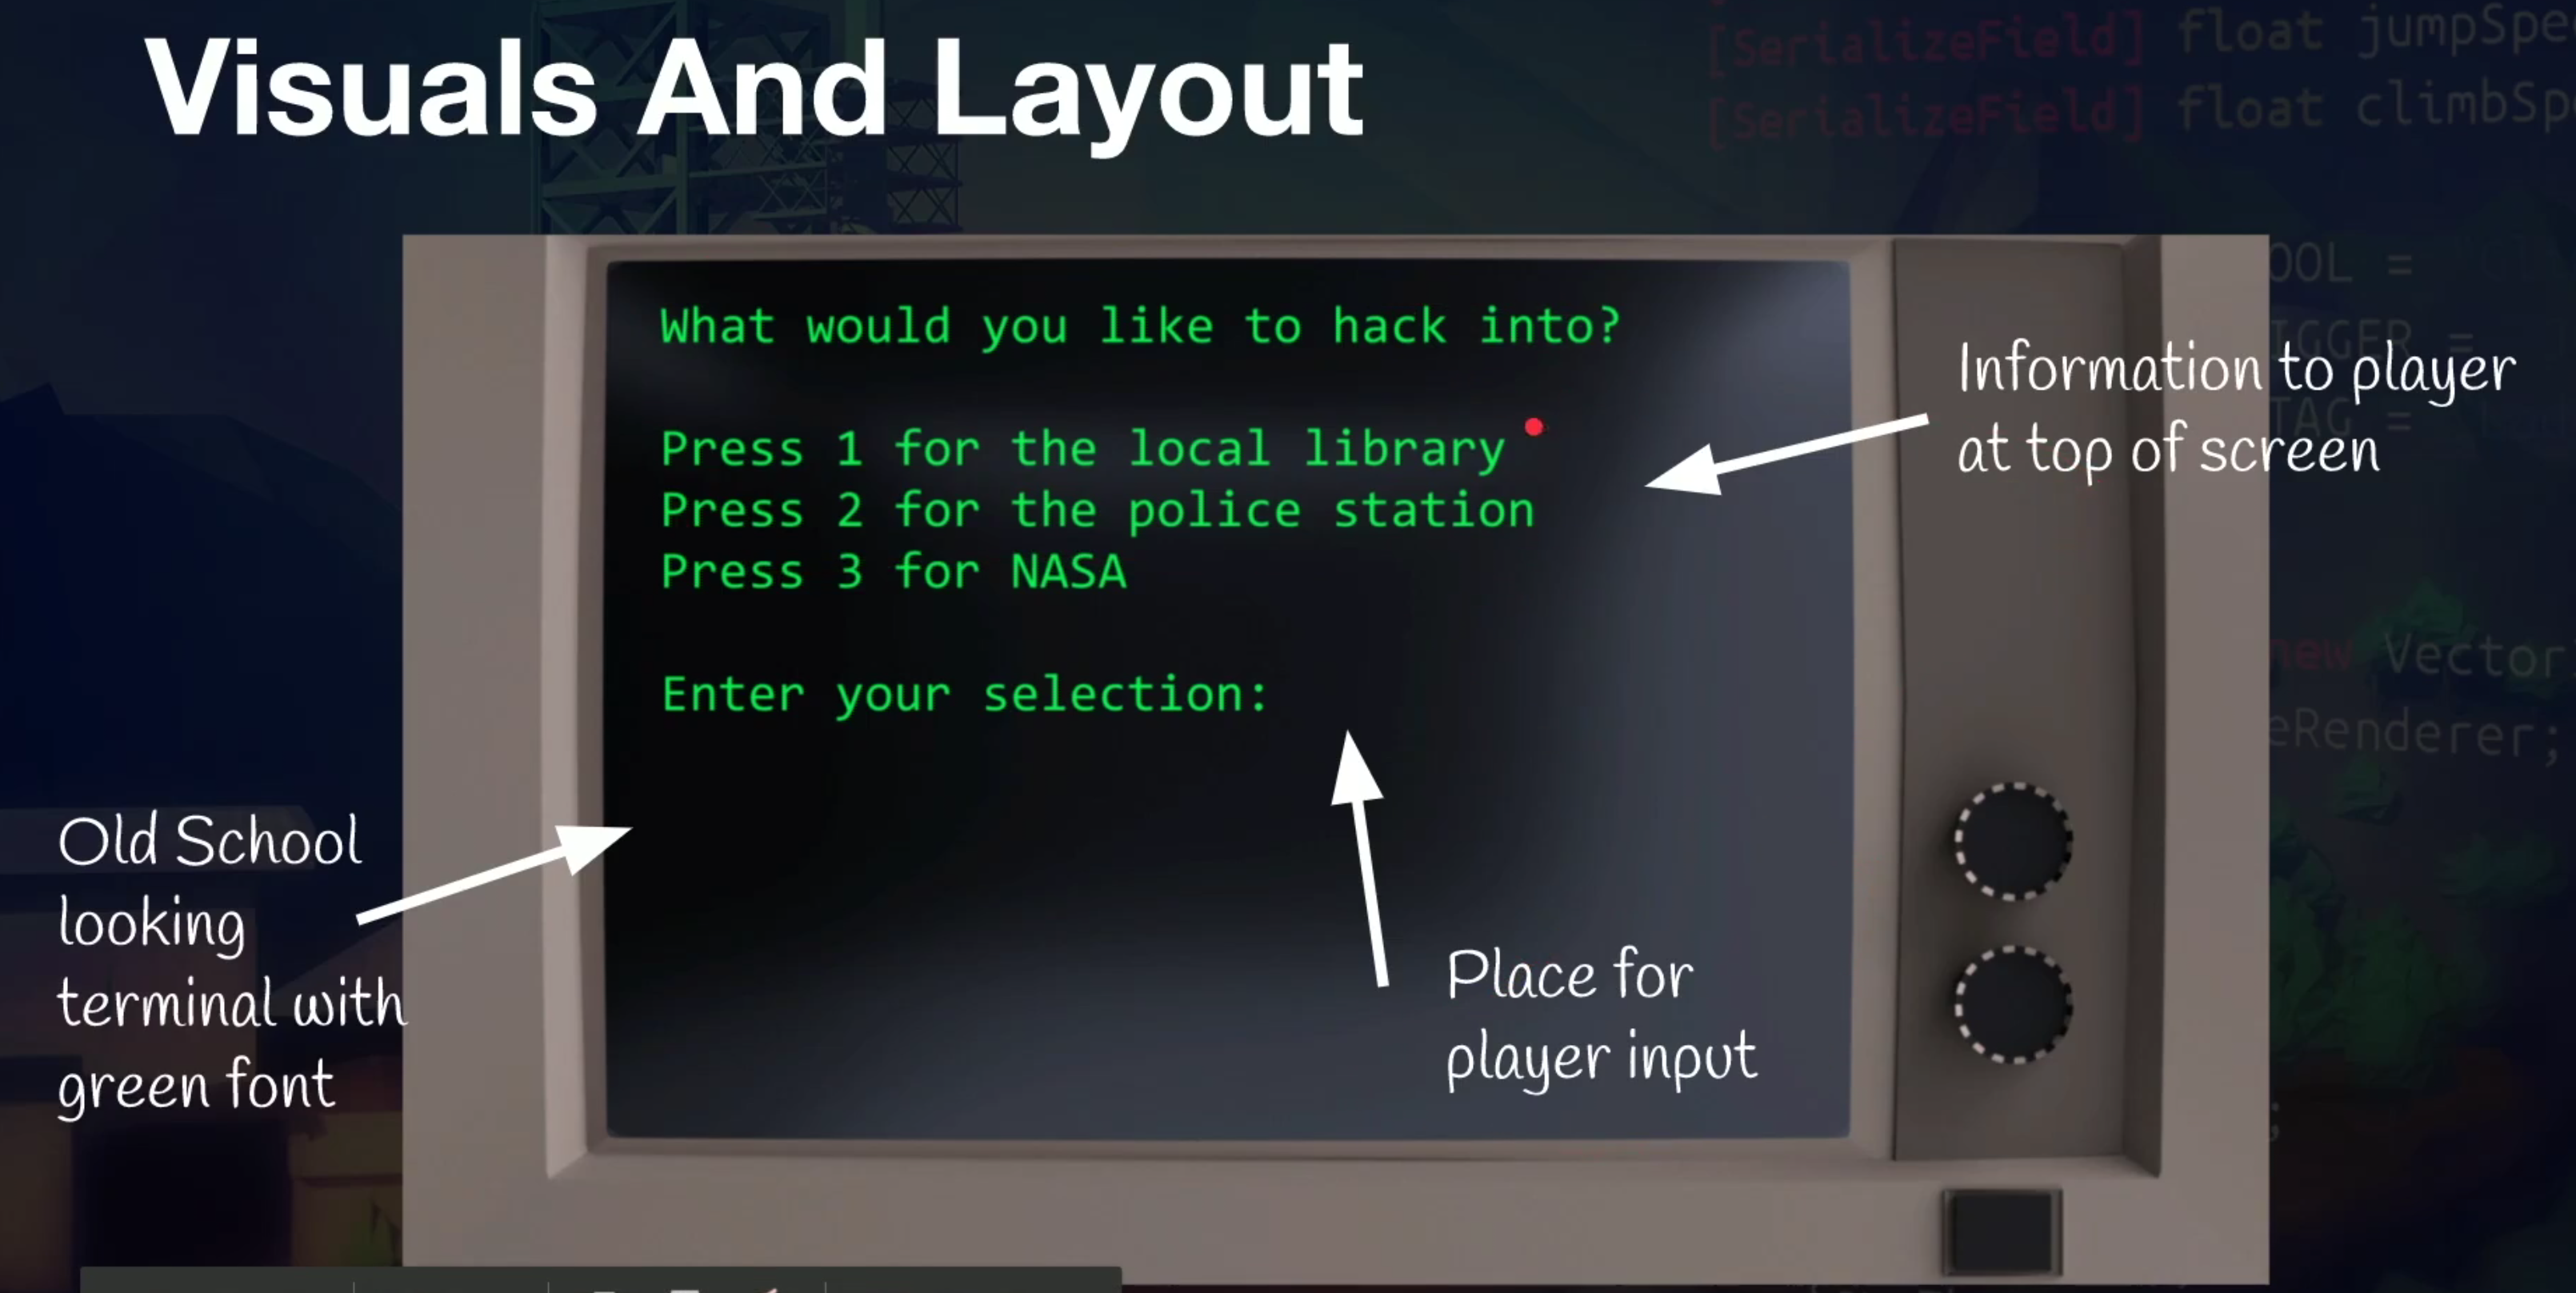 Visuals And Layout
[SerializeField] float jumpSpe
[SerializeField] float climbSp
OOL =
IGGER =
TAG =
new Vector
eRenderer;
;
What would you like to hack into?
Press 1 for the local library
Press 2 for the police station
Press 3 for NASA
Enter your selection:
Information to player
at top of screen
Old School
looking
terminal with
green font
Place for
player input